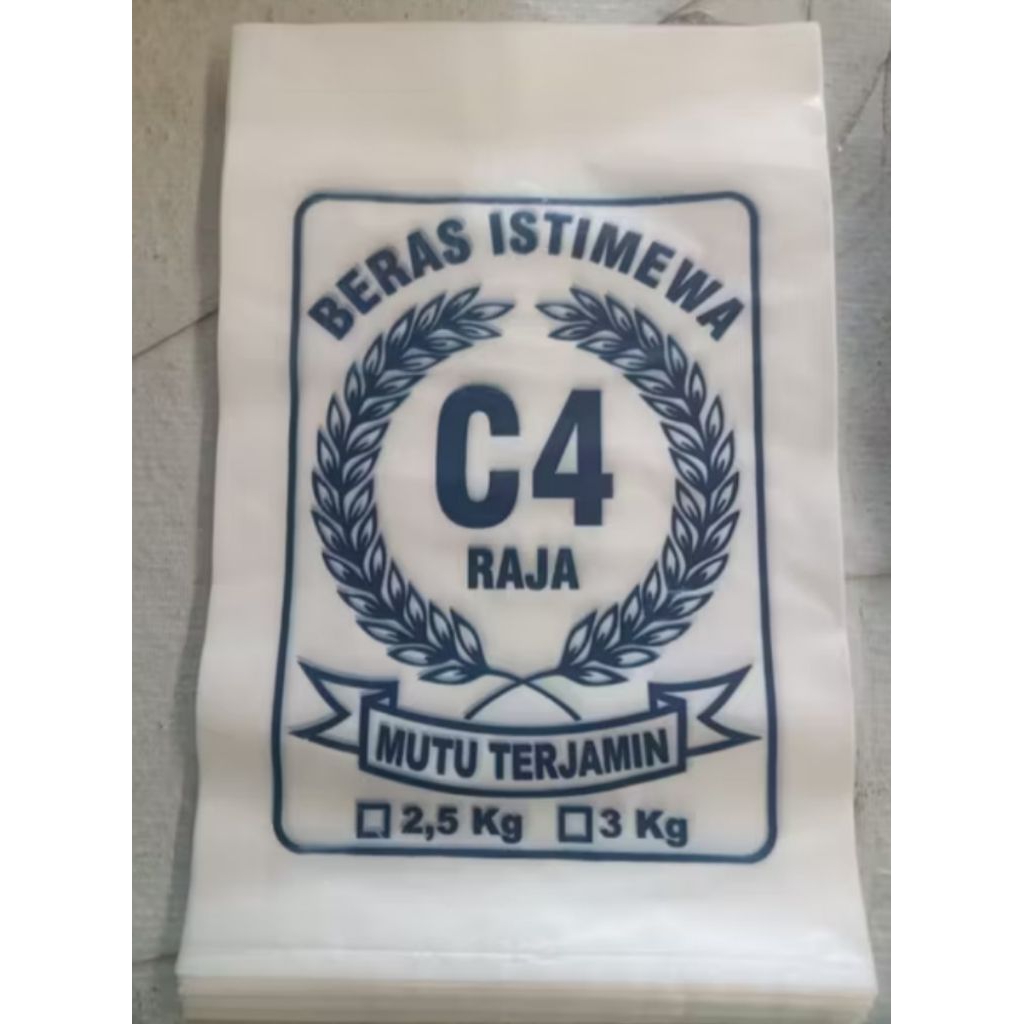 BERAS ISTIMEWA
C4
RAJA
MUTU TERJAMIN
2,5 Kg 3 Kg